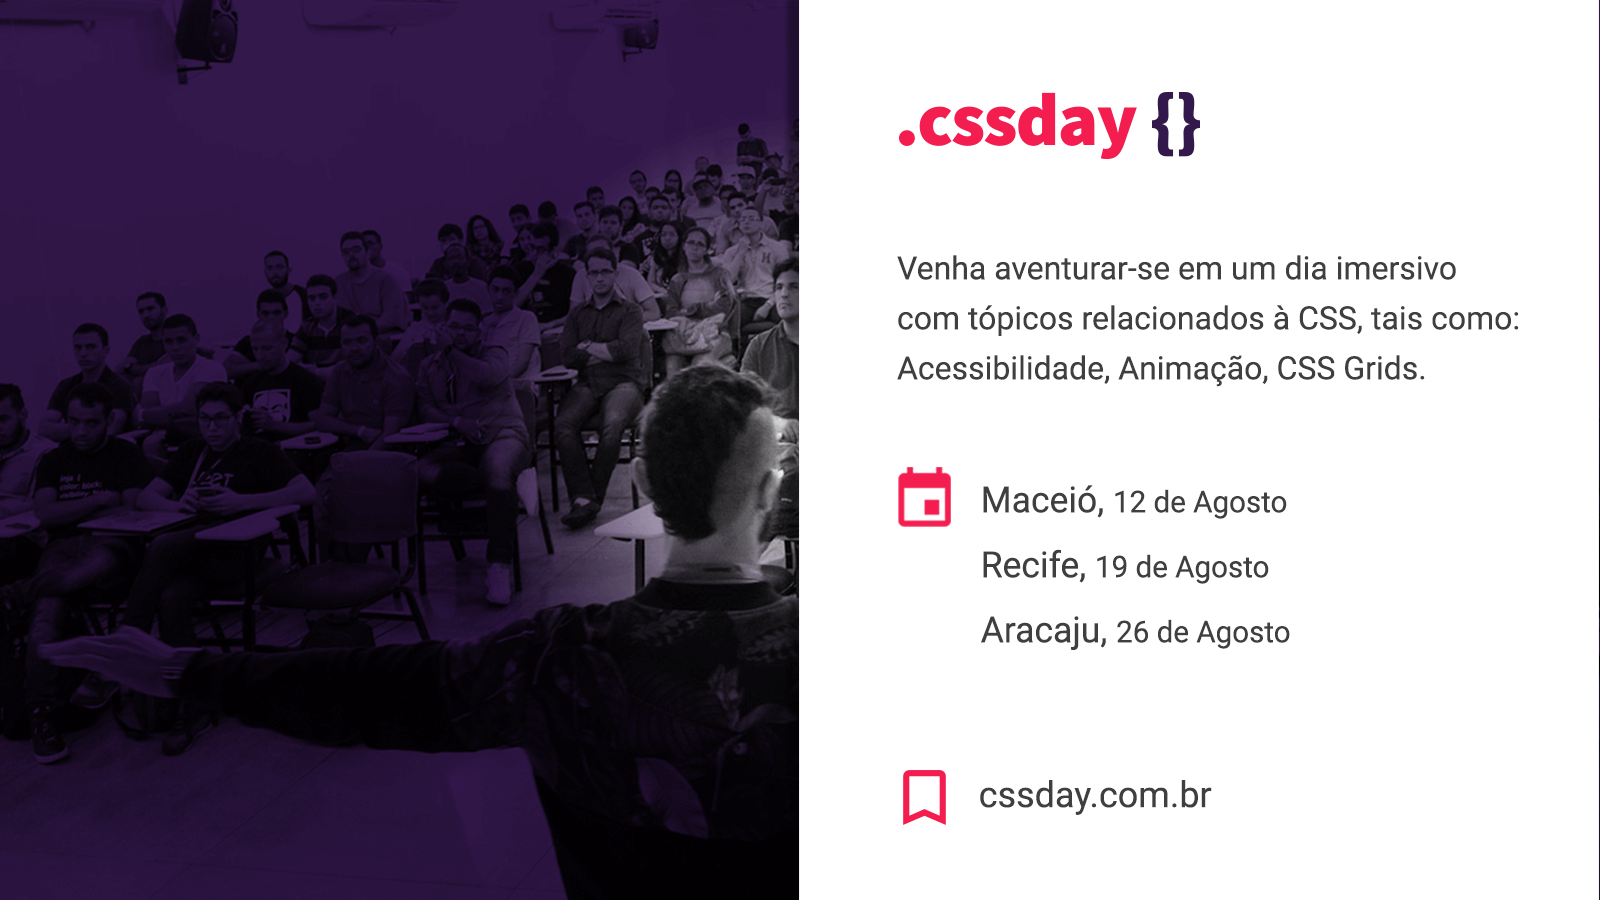 .cssday {}
Venha aventurar-se em um dia imersivo
com tópicos relacionados à CSS, tais como:
Acessibilidade, Animação, CSS Grids.
Maceió, 12 de Agosto
Recife, 19 de Agosto
Aracaju, 26 de Agosto
cssday.com.br